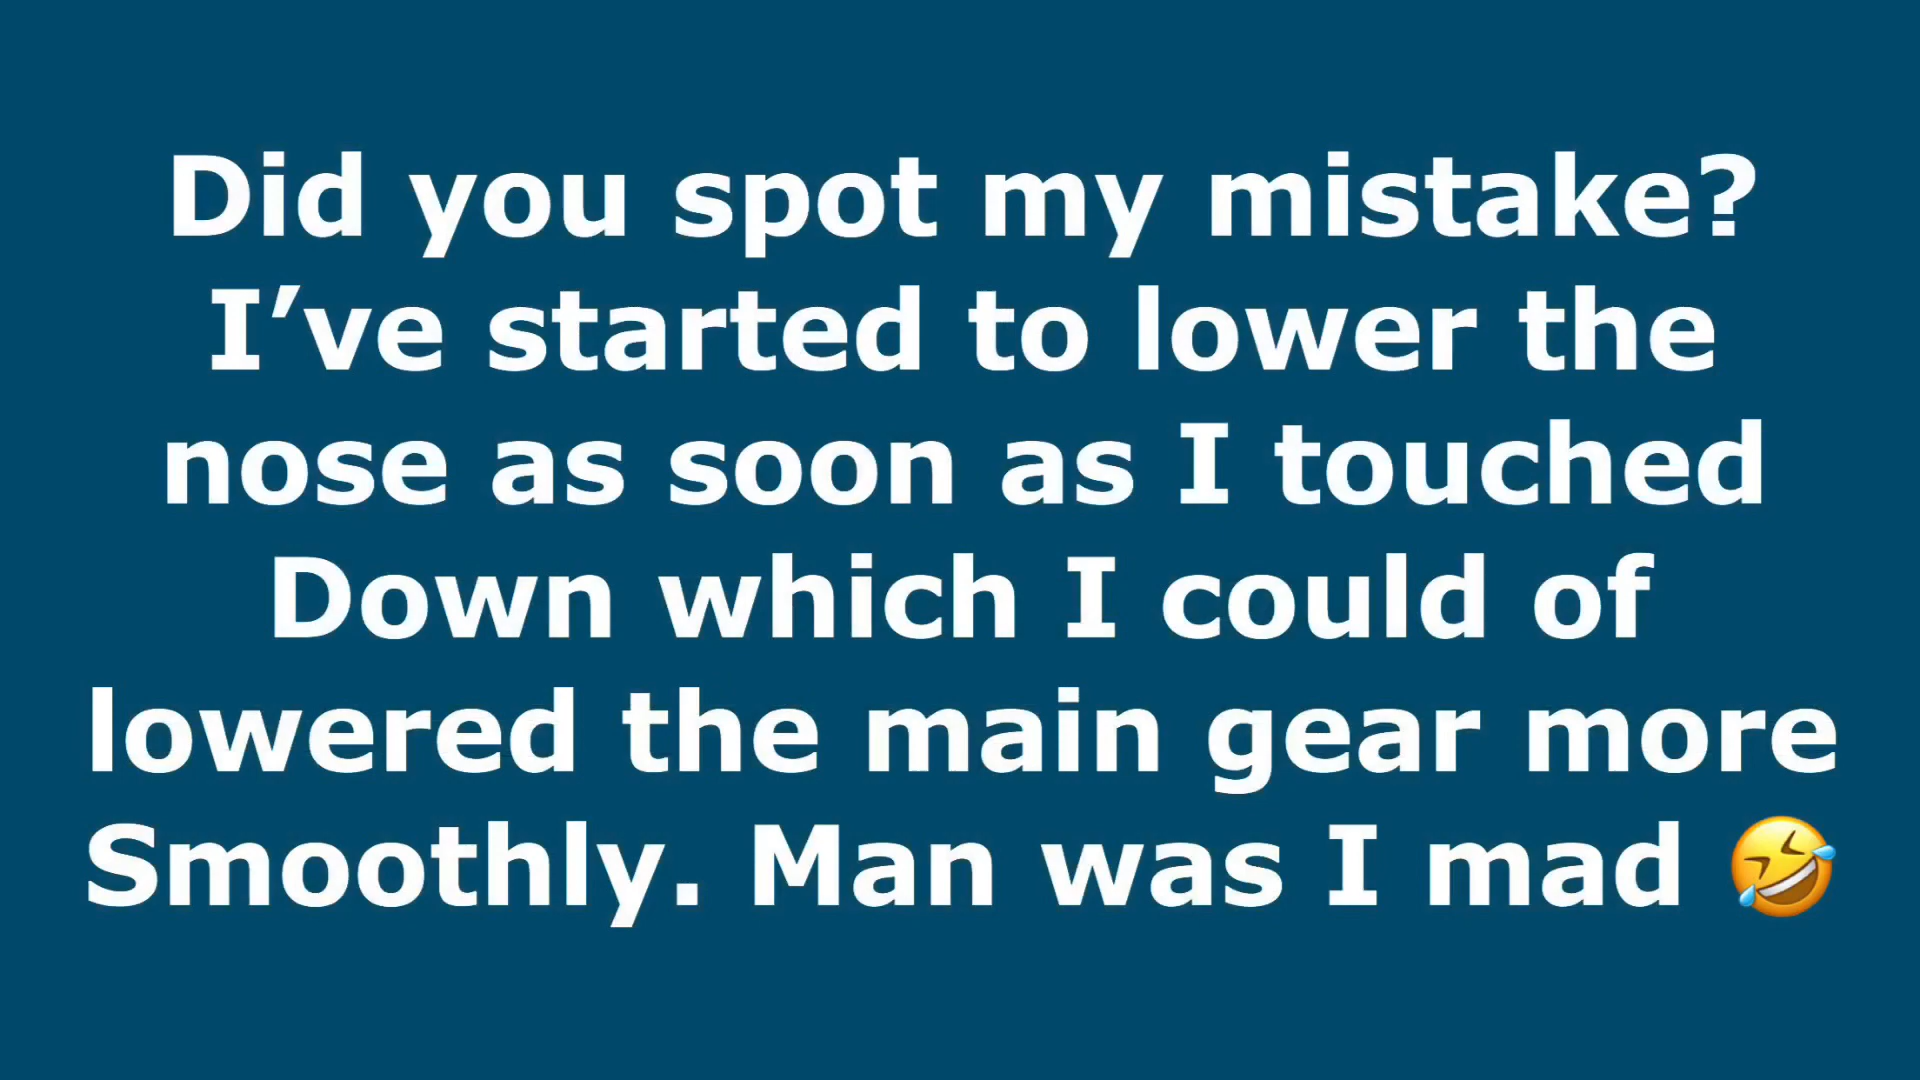 Did you spot my mistake?
I’ve started to lower the
nose as soon as I touched
Down which I could of
lowered the main gear more
Smoothly. Man was I mad 🤣